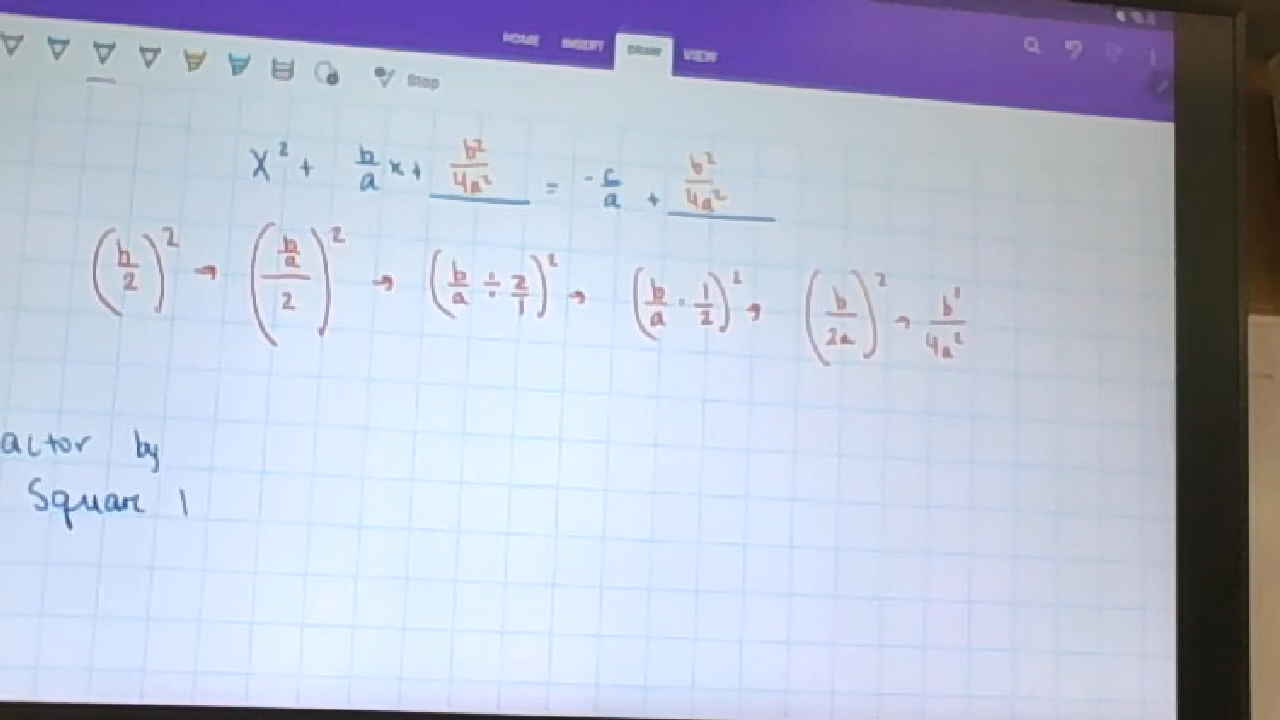 HOME INSERT DRAW VIEW
Stop
x² + b/a x + b²/4a² = -c/a + b²/4a²
(b/2)² → ((b/a)/2)² → (b/a ÷ 2/1)² → (b/a · 1/2)² → (b/2a)² → b²/4a²
actor by
Square